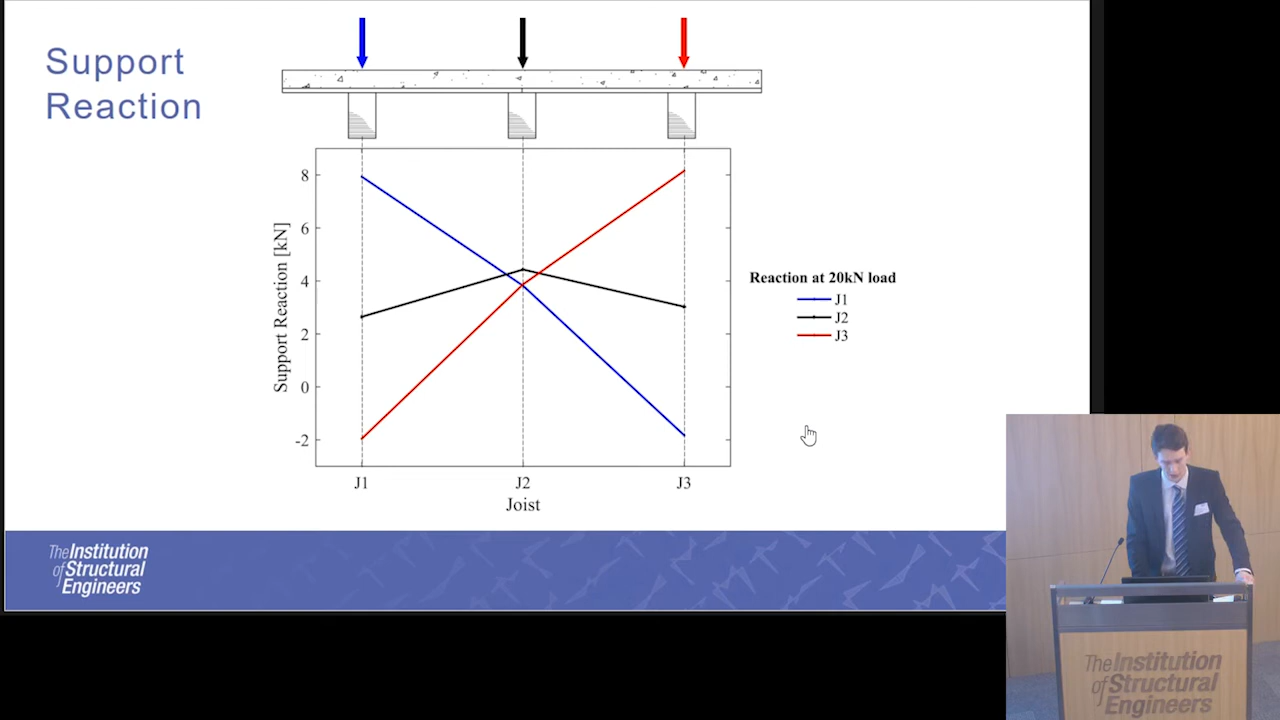 Support
Reaction
8
6
4
2
0
-2
Support Reaction [kN]
J1
J2
J3
Joist
Reaction at 20kN load
J1
J2
J3
The Institution
of Structural
Engineers
The Institution
of Structural
Engineers